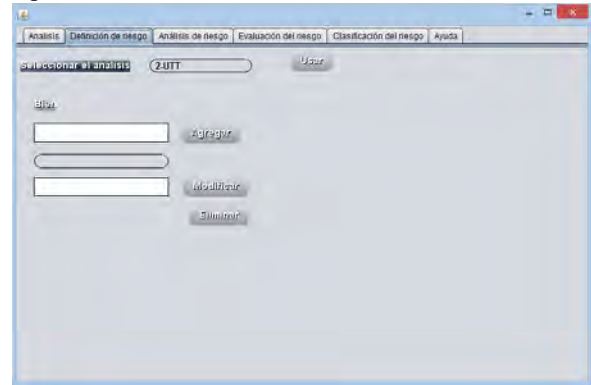 Analisis Definición de riesgo Análisis de riesgo Evaluación del riesgo Clasificación del riesgo Ayuda
Seleccionar el analisis 2-UTT Usar
Agregar
Modificar
Eliminar